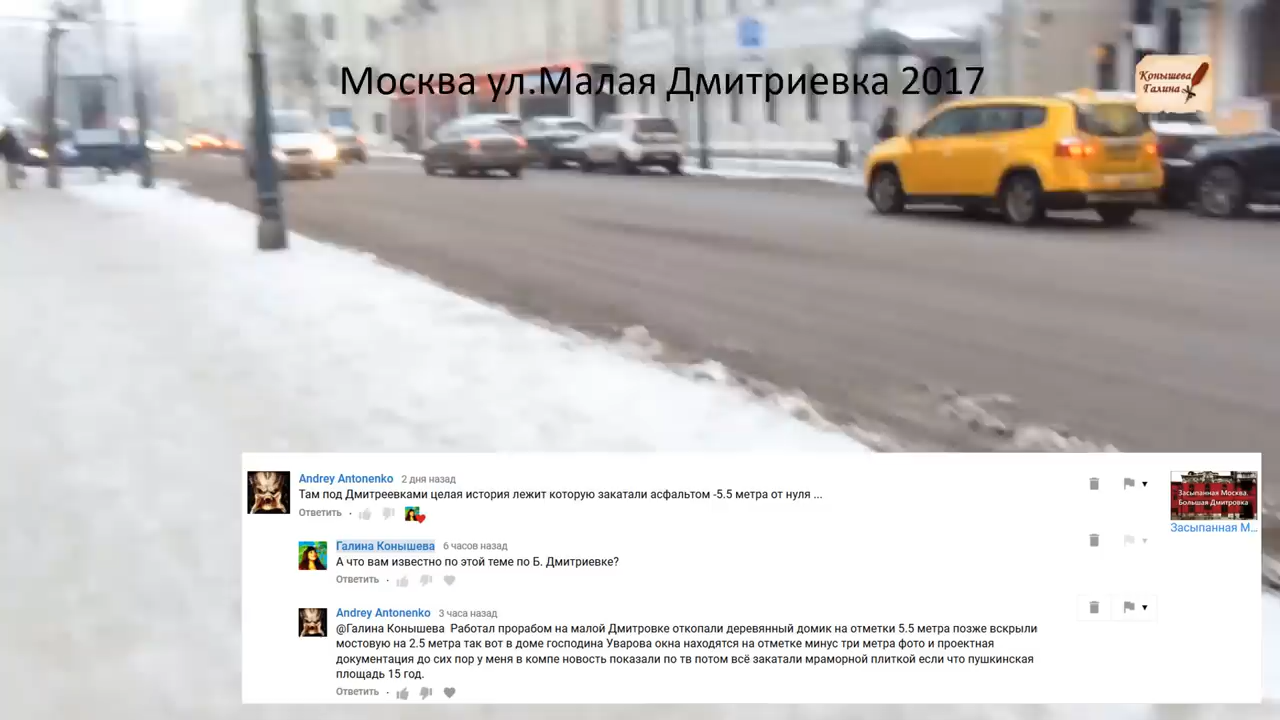 Москва ул.Малая Дмитриевка 2017
Конышева
Галина
Andrey Antonenko 2 дня назад
Там под Дмитреевками целая история лежит которую закатали асфальтом -5.5 метра от нуля ...
Ответить
Засыпанная Москва,
Большая Дмитровка
Засыпанная М...
Галина Конышева 6 часов назад
А что вам известно по этой теме по Б. Дмитриевке?
Ответить
Andrey Antonenko 3 часа назад
@Галина Конышева Работал прорабом на малой Дмитровке откопали деревянный домик на отметки 5.5 метра позже вскрыли
мостовую на 2.5 метра так вот в доме господина Уварова окна находятся на отметке минус три метра фото и проектная
документация до сих пор у меня в компе новость показали по тв потом всё закатали мраморной плиткой если что пушкинская
площадь 15 год.
Ответить